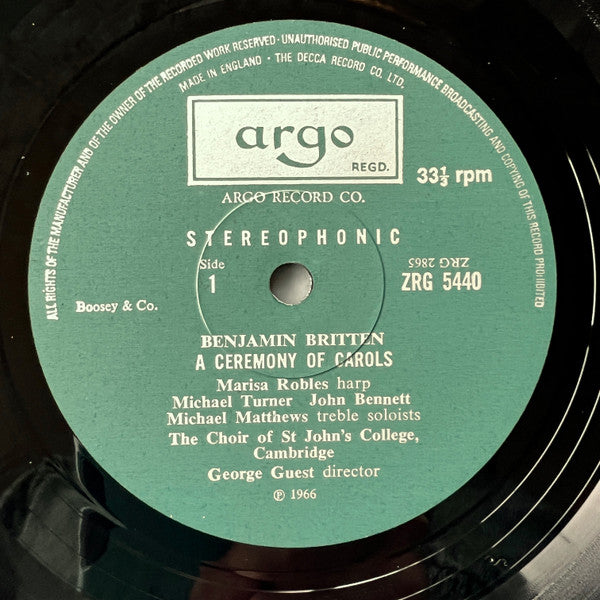 ALL RIGHTS OF THE MANUFACTURER AND OF THE OWNER OF THE RECORDED WORK RESERVED · UNAUTHORISED PUBLIC PERFORMANCE BROADCASTING AND COPYING OF THIS RECORD PROHIBITED
MADE IN ENGLAND · THE DECCA RECORD CO. LTD.
argo
REGD.
33⅓ rpm
ARGO RECORD CO.
STEREOPHONIC
Side
1
ZRG 2865
ZRG 5440
Boosey & Co.
BENJAMIN BRITTEN
A CEREMONY OF CAROLS
Marisa Robles harp
Michael Turner John Bennett
Michael Matthews treble soloists
The Choir of St John's College,
Cambridge
George Guest director
℗ 1966